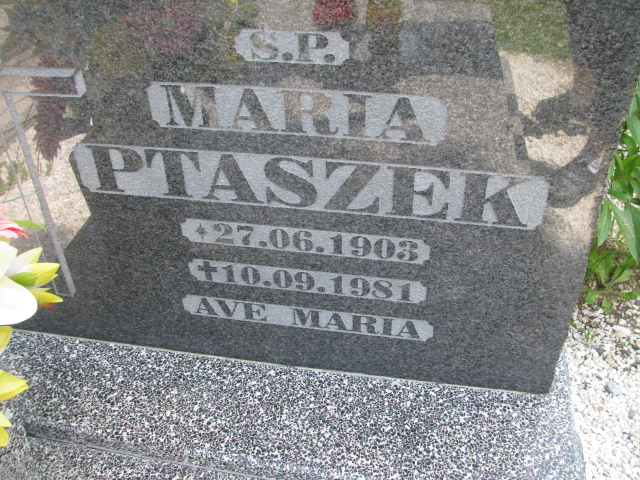 Ś.P.
MARIA
PTASZEK
*27.06.1903
✝10.09.1981
AVE MARIA